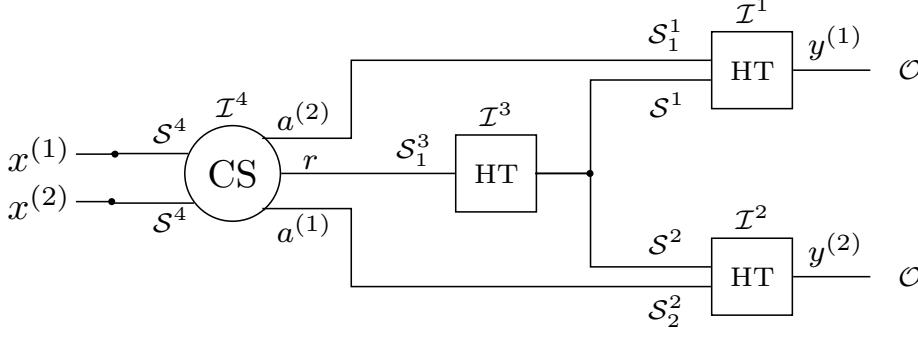 𝓘¹
𝓢₁¹ HT y⁽¹⁾ 𝒪
𝓢¹
𝓘⁴ a⁽²⁾ 𝓘³
x⁽¹⁾ 𝓢⁴ CS r 𝓢₁³ HT
x⁽²⁾ 𝓢⁴ a⁽¹⁾
𝓘²
𝓢² HT y⁽²⁾ 𝒪
𝓢₂²